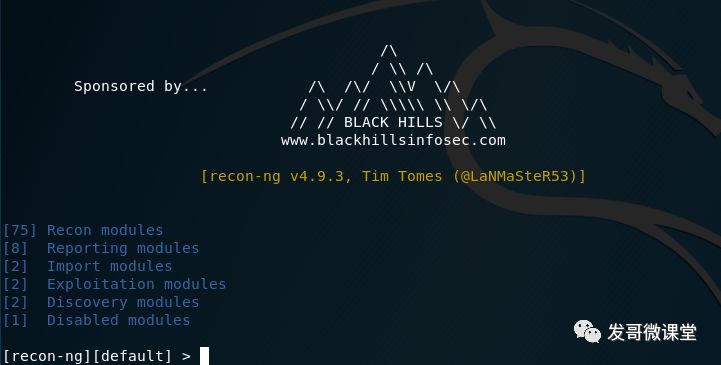 Sponsored by...
BLACK HILLS
www.blackhillsinfosec.com
[recon-ng v4.9.3, Tim Tomes (@LaNMaSteR53)]
[75] Recon modules
[8]  Reporting modules
[2]  Import modules
[2]  Exploitation modules
[2]  Discovery modules
[1]  Disabled modules
[recon-ng][default] >
发哥微课堂